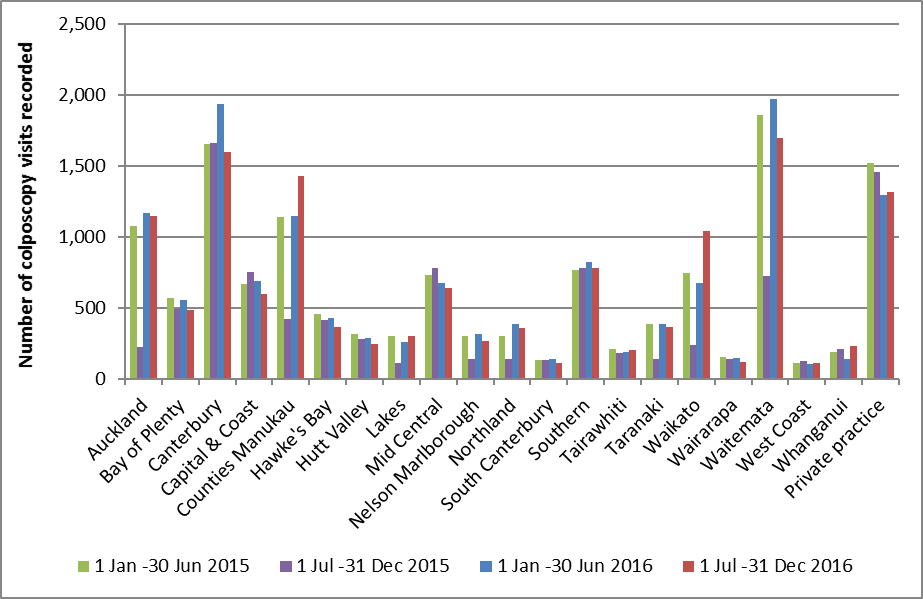 Number of colposcopy visits recorded
2,500
2,000
1,500
1,000
500
0
Auckland
Bay of Plenty
Canterbury
Capital & Coast
Counties Manukau
Hawke's Bay
Hutt Valley
Lakes
Mid Central
Nelson Marlborough
Northland
South Canterbury
Southern
Tairawhiti
Taranaki
Waikato
Wairarapa
Waitemata
West Coast
Whanganui
Private practice
1 Jan -30 Jun 2015 1 Jul -31 Dec 2015 1 Jan -30 Jun 2016 1 Jul -31 Dec 2016